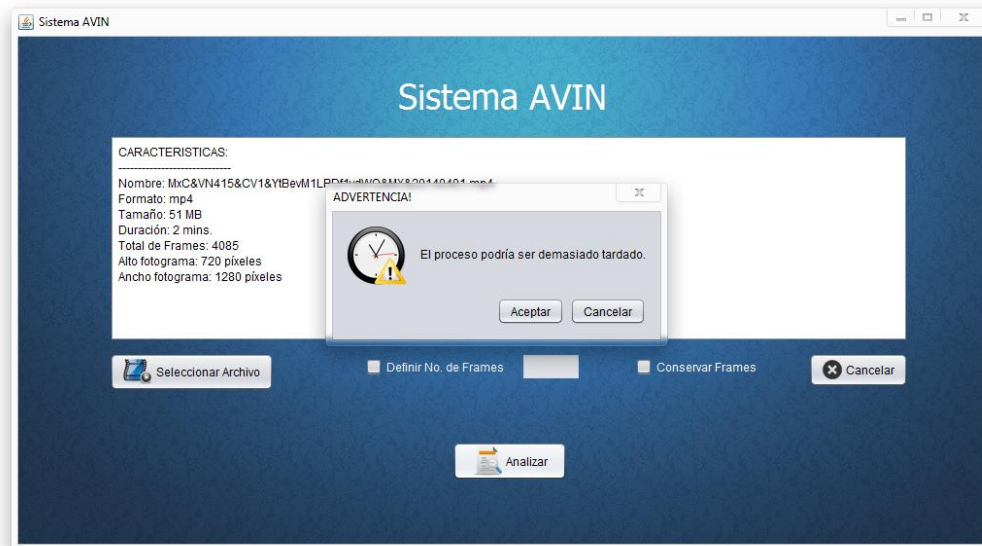 Sistema AVIN
Sistema AVIN
CARACTERISTICAS:
----------------------------
Nombre:
Formato: mp4
Tamaño: 51 MB
Duración: 2 mins.
Total de Frames: 4085
Alto fotograma: 720 píxeles
Ancho fotograma: 1280 píxeles
ADVERTENCIA!
El proceso podría ser demasiado tardado.
Aceptar
Cancelar
Seleccionar Archivo
Definir No. de Frames
Conservar Frames
Cancelar
Analizar